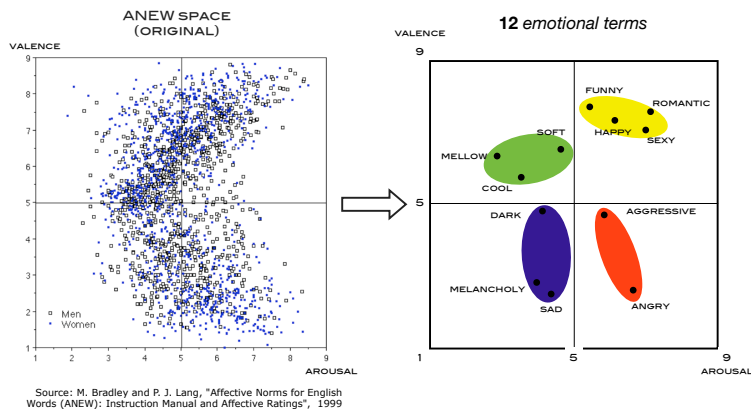 ANEW SPACE
(ORIGINAL)
VALENCE
9
8
7
6
5
4
3
2
1
Men
Women
1 2 3 4 5 6 7 8 9
AROUSAL
Source: M. Bradley and P. J. Lang, "Affective Norms for English
Words (ANEW): Instruction Manual and Affective Ratings", 1999
12 emotional terms
VALENCE
9
FUNNY
ROMANTIC
SOFT
HAPPY
SEXY
MELLOW
COOL
5
DARK
AGGRESSIVE
MELANCHOLY
SAD
ANGRY
1 5 9
AROUSAL